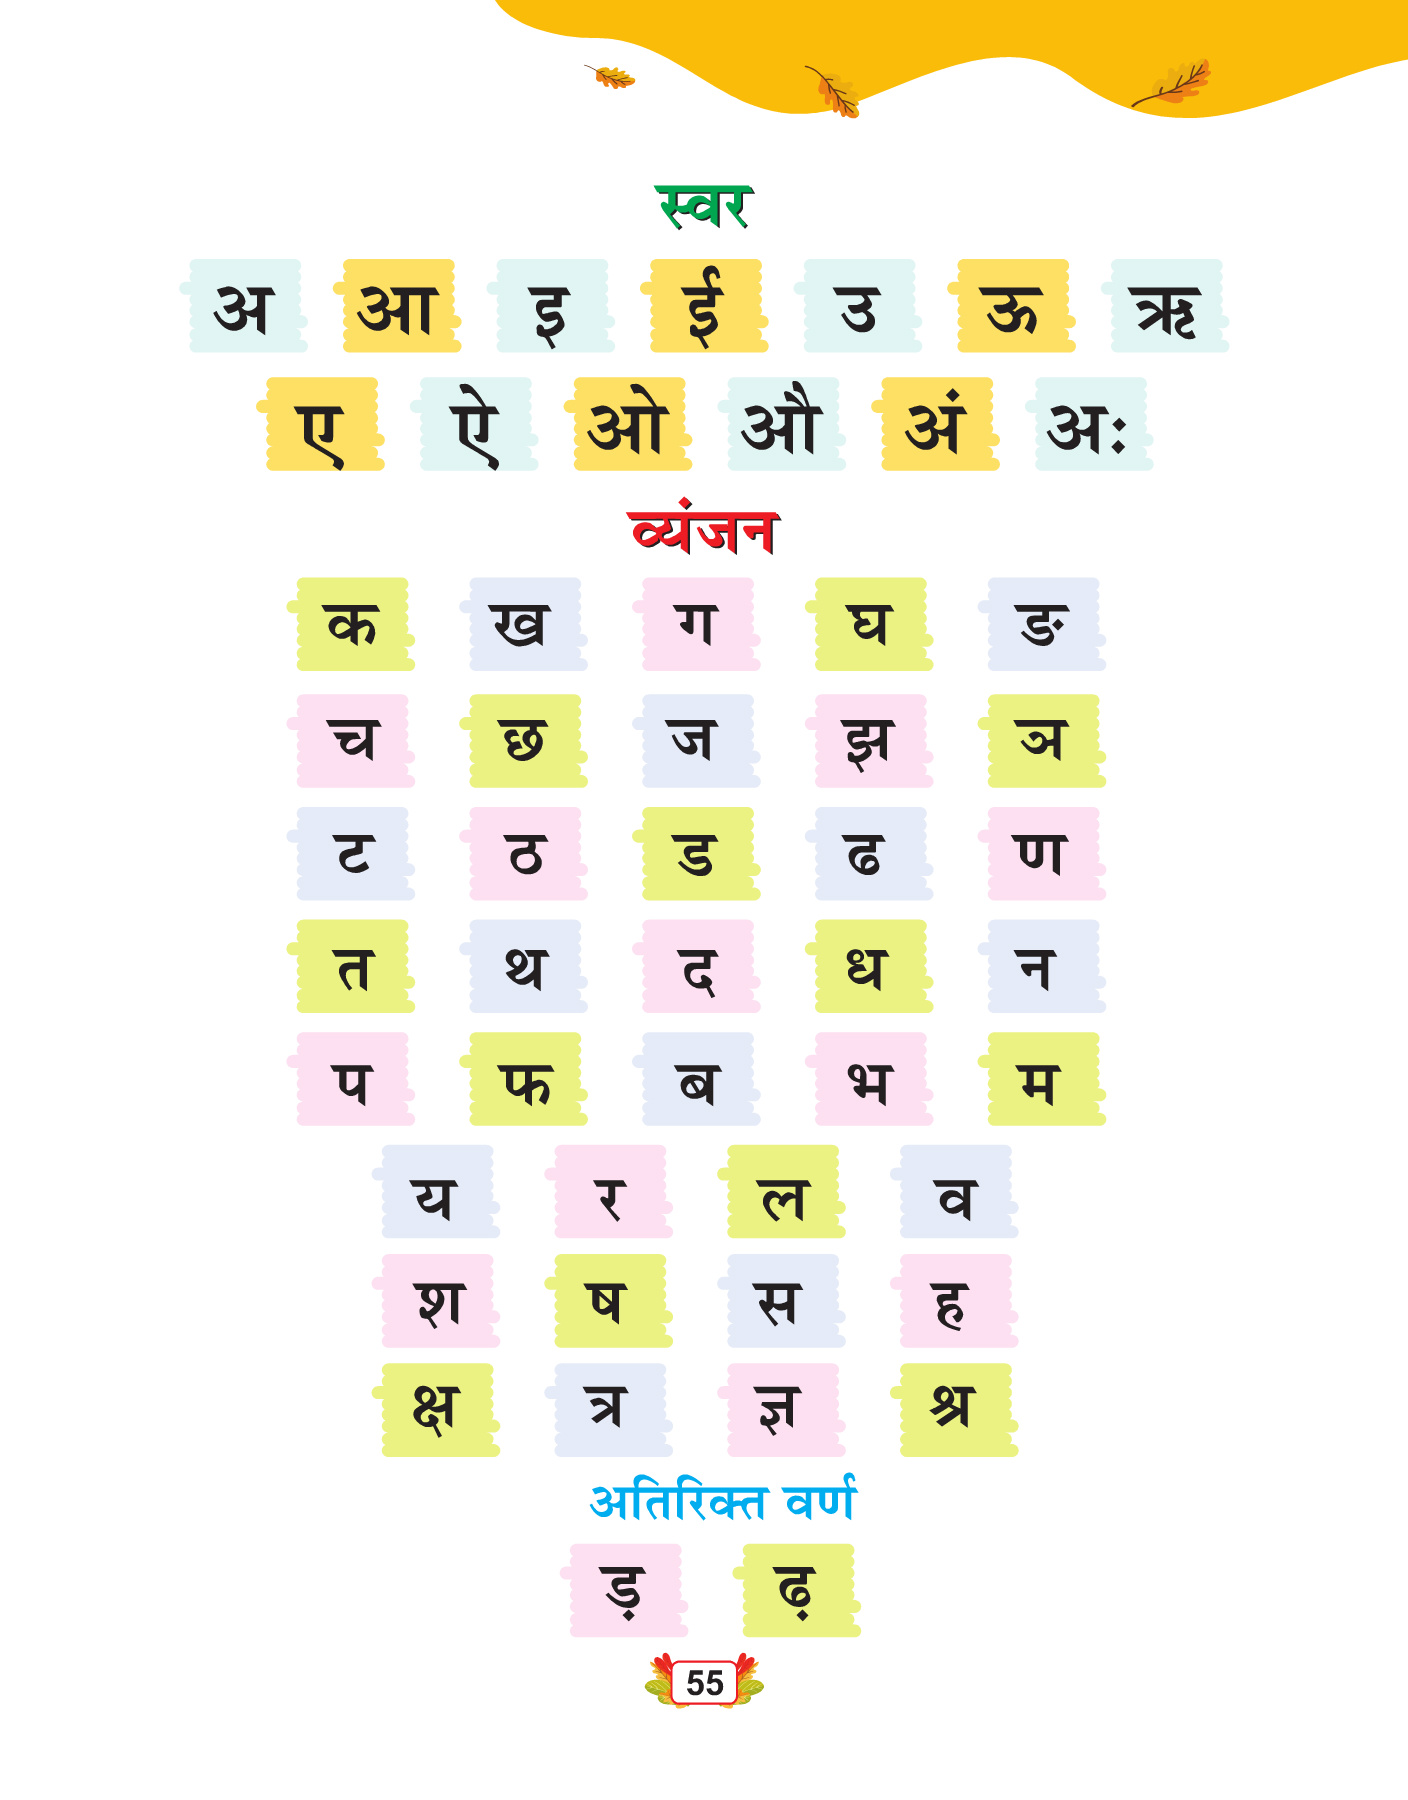 स्वर
अ आ इ ई उ ऊ ऋ
ए ऐ ओ औ अं अः
व्यंजन
क ख ग घ ङ
च छ ज झ ञ
ट ठ ड ढ ण
त थ द ध न
प फ ब भ म
य र ल व
श ष स ह
क्ष त्र ज्ञ श्र
अतिरिक्त वर्ण
ड़ ढ़
55